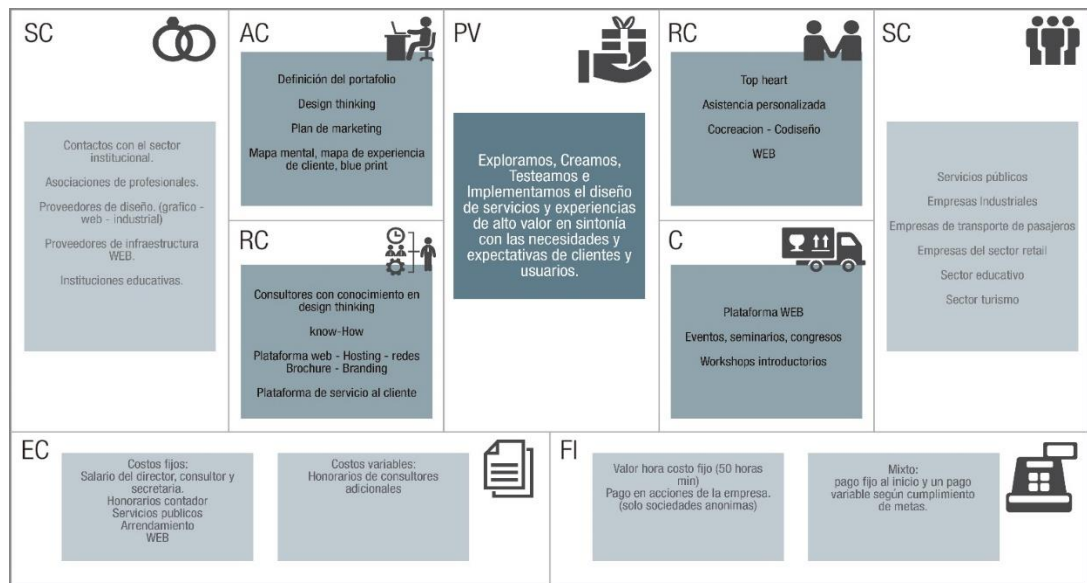 SC
Contactos con el sector
institucional.
Asociaciones de profesionales.
Proveedores de diseño. (grafico -
web - industrial)
Proveedores de infraestructura
WEB.
Instituciones educativas.
AC
Definición del portafolio
Design thinking
Plan de marketing
Mapa mental, mapa de experiencia
de cliente, blue print
RC
Consultores con conocimiento en
design thinking
know-How
Plataforma web - Hosting - redes
Brochure - Branding
Plataforma de servicio al cliente
PV
Exploramos, Creamos,
Testeamos e
Implementamos el diseño
de servicios y experiencias
de alto valor en sintonía
con las necesidades y
expectativas de clientes y
usuarios.
RC
Top heart
Asistencia personalizada
Cocreacion - Codiseño
WEB
C
Plataforma WEB
Eventos, seminarios, congresos
Workshops introductorios
SC
Servicios públicos
Empresas Industriales
Empresas de transporte de pasajeros
Empresas del sector retail
Sector educativo
Sector turismo
EC
Costos fijos:
Salario del director, consultor y
secretaria.
Honorarios contador
Servicios publicos
Arrendamiento
WEB
Costos variables:
Honorarios de consultores
adicionales
FI
Valor hora costo fijo (50 horas
min)
Pago en acciones de la empresa.
(solo sociedades anonimas)
Mixto:
pago fijo al inicio y un pago
variable según cumplimiento
de metas.